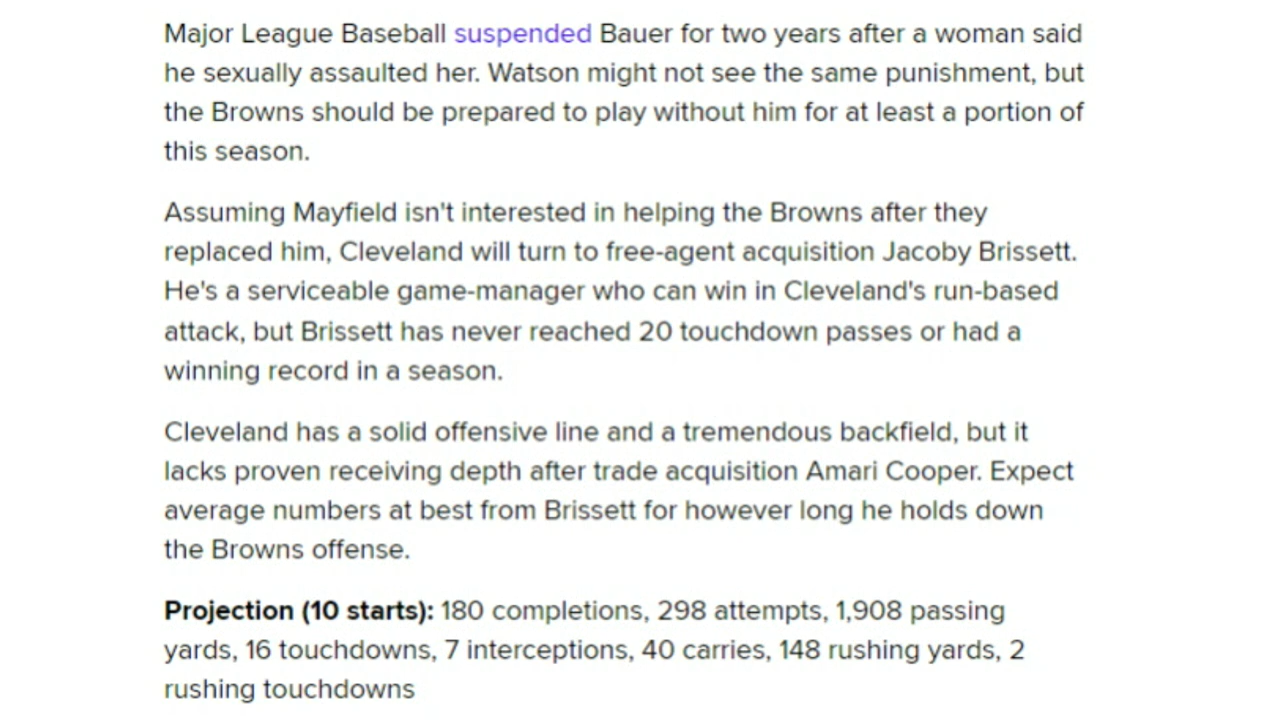 Major League Baseball suspended Bauer for two years after a woman said
he sexually assaulted her. Watson might not see the same punishment, but
the Browns should be prepared to play without him for at least a portion of
this season.
Assuming Mayfield isn't interested in helping the Browns after they
replaced him, Cleveland will turn to free-agent acquisition Jacoby Brissett.
He's a serviceable game-manager who can win in Cleveland's run-based
attack, but Brissett has never reached 20 touchdown passes or had a
winning record in a season.
Cleveland has a solid offensive line and a tremendous backfield, but it
lacks proven receiving depth after trade acquisition Amari Cooper. Expect
average numbers at best from Brissett for however long he holds down
the Browns offense.
Projection (10 starts): 180 completions, 298 attempts, 1,908 passing
yards, 16 touchdowns, 7 interceptions, 40 carries, 148 rushing yards, 2
rushing touchdowns